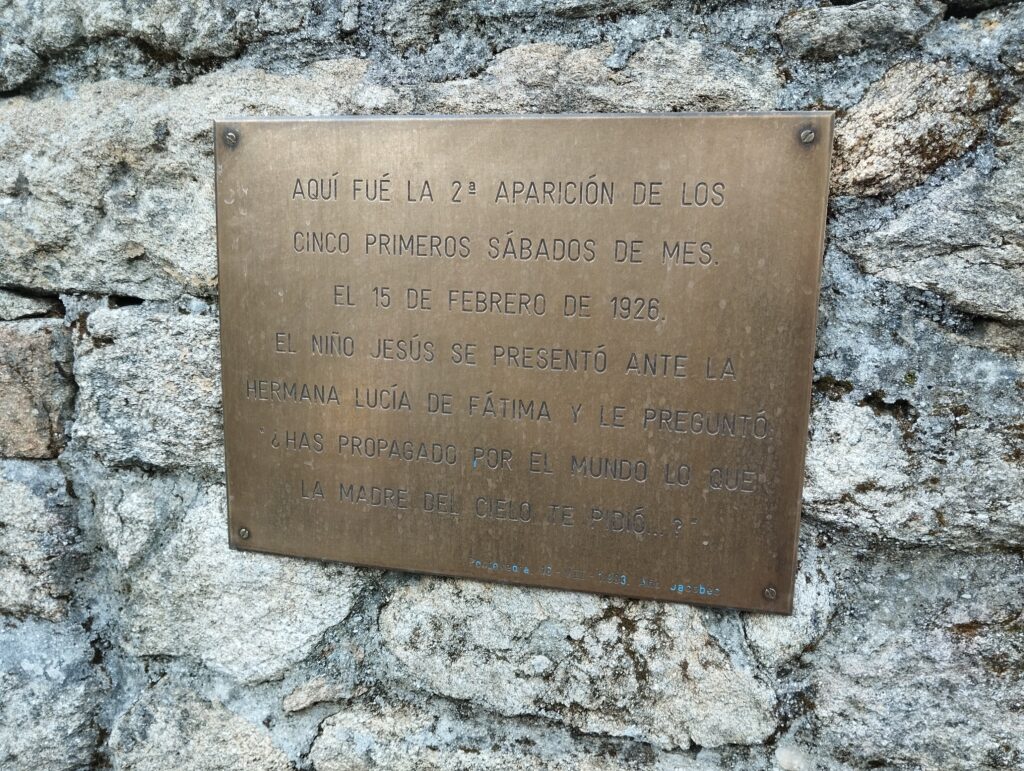 AQUÍ FUÉ LA 2ª APARICIÓN DE LOS
CINCO PRIMEROS SÁBADOS DE MES.
EL 15 DE FEBRERO DE 1926.
EL NIÑO JESÚS SE PRESENTÓ ANTE LA
HERMANA LUCÍA DE FÁTIMA Y LE PREGUNTÓ
"¿HAS PROPAGADO POR EL MUNDO LO QUE
LA MADRE DEL CIELO TE PIDIÓ...?"
Pontevedra Jacobeo